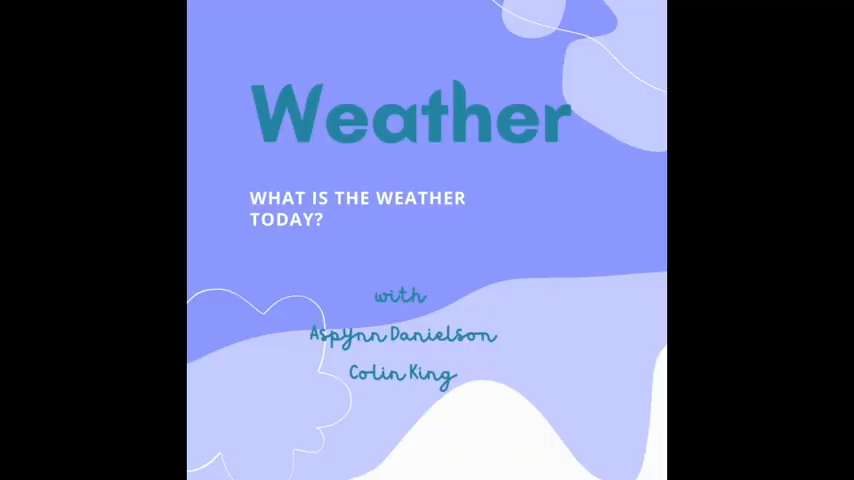 Weather
WHAT IS THE WEATHER
TODAY?
with
Aspynn Danielson
Colin King